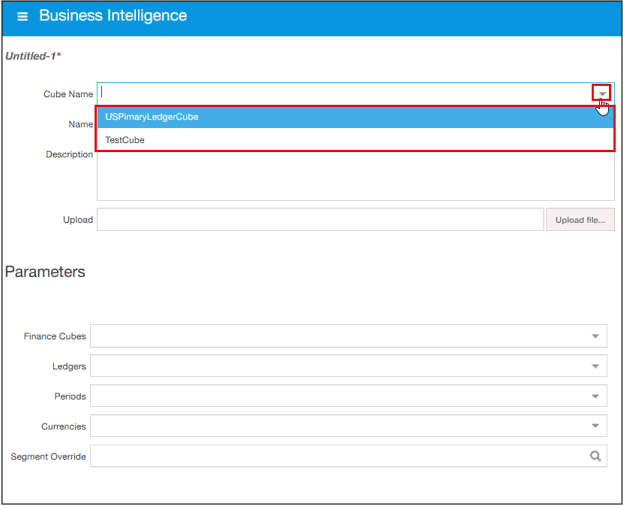 Business Intelligence
Untitled-1*
Cube Name
USPimaryLedgerCube
Name
TestCube
Description
Upload
Upload file...
Parameters
Finance Cubes
Ledgers
Periods
Currencies
Segment Override